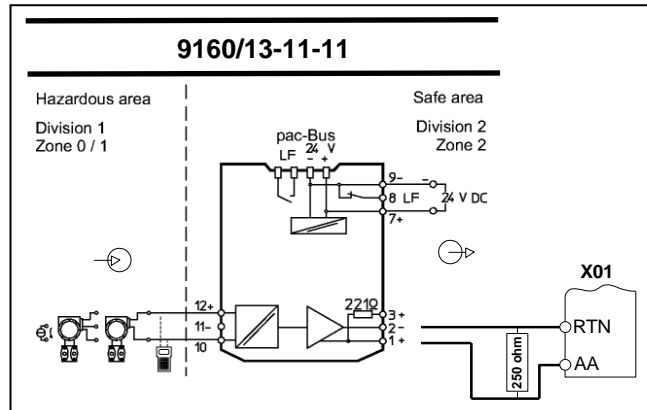 9160/13-11-11
Hazardous area
Division 1
Zone 0 / 1
Safe area
Division 2
Zone 2
pac-Bus
LF 24 V
- +
9-
8 LF
7+
-
24 V DC
X01
12+
11-
10
221Ω
3 +
2 -
1 +
RTN
250 ohm
AA